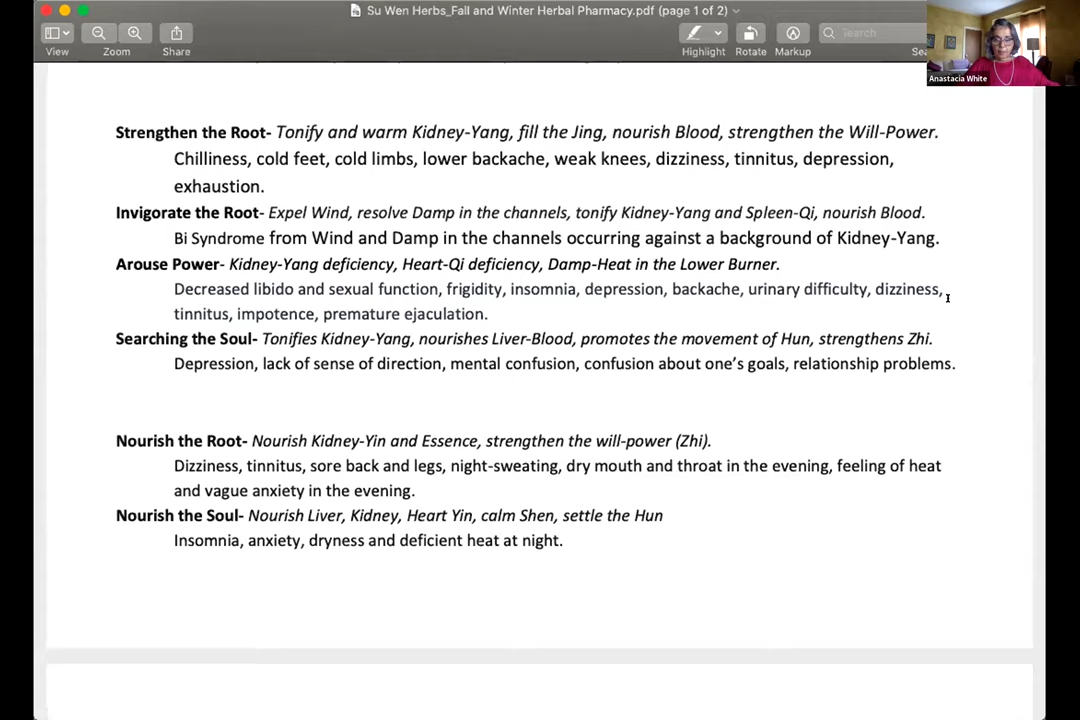 Su Wen Herbs_Fall and Winter Herbal Pharmacy.pdf (page 1 of 2)
View
Zoom
Share
Highlight
Rotate
Markup
Search
Anastacia White
Strengthen the Root- Tonify and warm Kidney-Yang, fill the Jing, nourish Blood, strengthen the Will-Power.
Chilliness, cold feet, cold limbs, lower backache, weak knees, dizziness, tinnitus, depression,
exhaustion.
Invigorate the Root- Expel Wind, resolve Damp in the channels, tonify Kidney-Yang and Spleen-Qi, nourish Blood.
Bi Syndrome from Wind and Damp in the channels occurring against a background of Kidney-Yang.
Arouse Power- Kidney-Yang deficiency, Heart-Qi deficiency, Damp-Heat in the Lower Burner.
Decreased libido and sexual function, frigidity, insomnia, depression, backache, urinary difficulty, dizziness,
tinnitus, impotence, premature ejaculation.
Searching the Soul- Tonifies Kidney-Yang, nourishes Liver-Blood, promotes the movement of Hun, strengthens Zhi.
Depression, lack of sense of direction, mental confusion, confusion about one's goals, relationship problems.
Nourish the Root- Nourish Kidney-Yin and Essence, strengthen the will-power (Zhi).
Dizziness, tinnitus, sore back and legs, night-sweating, dry mouth and throat in the evening, feeling of heat
and vague anxiety in the evening.
Nourish the Soul- Nourish Liver, Kidney, Heart Yin, calm Shen, settle the Hun
Insomnia, anxiety, dryness and deficient heat at night.